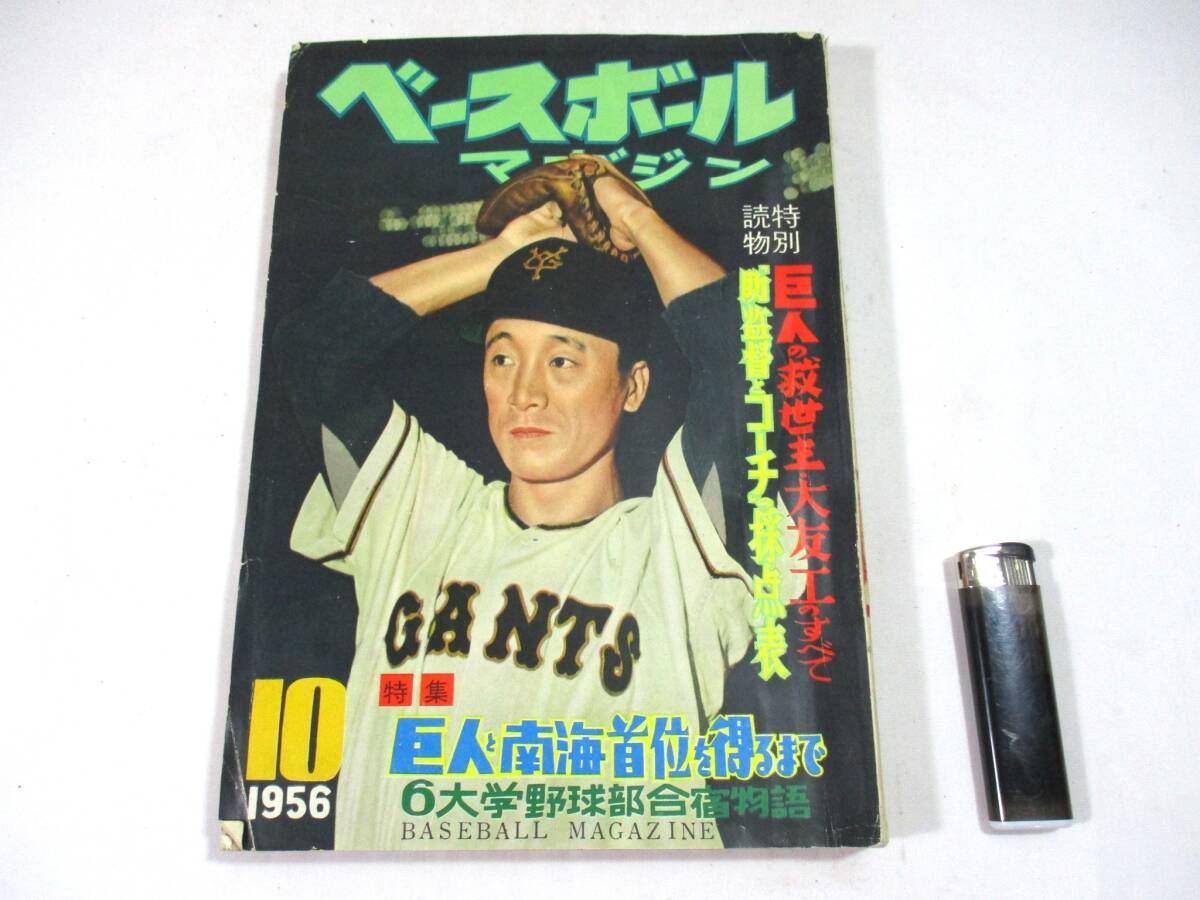 ベースボール
マガジン
特別
読物
巨人の救世主・大友工のすべて
助監督とコーチの採点表
GANTS
特集
巨人と南海首位を得るまで
6大学野球部合宿物語
BASEBALL MAGAZINE
10
1956